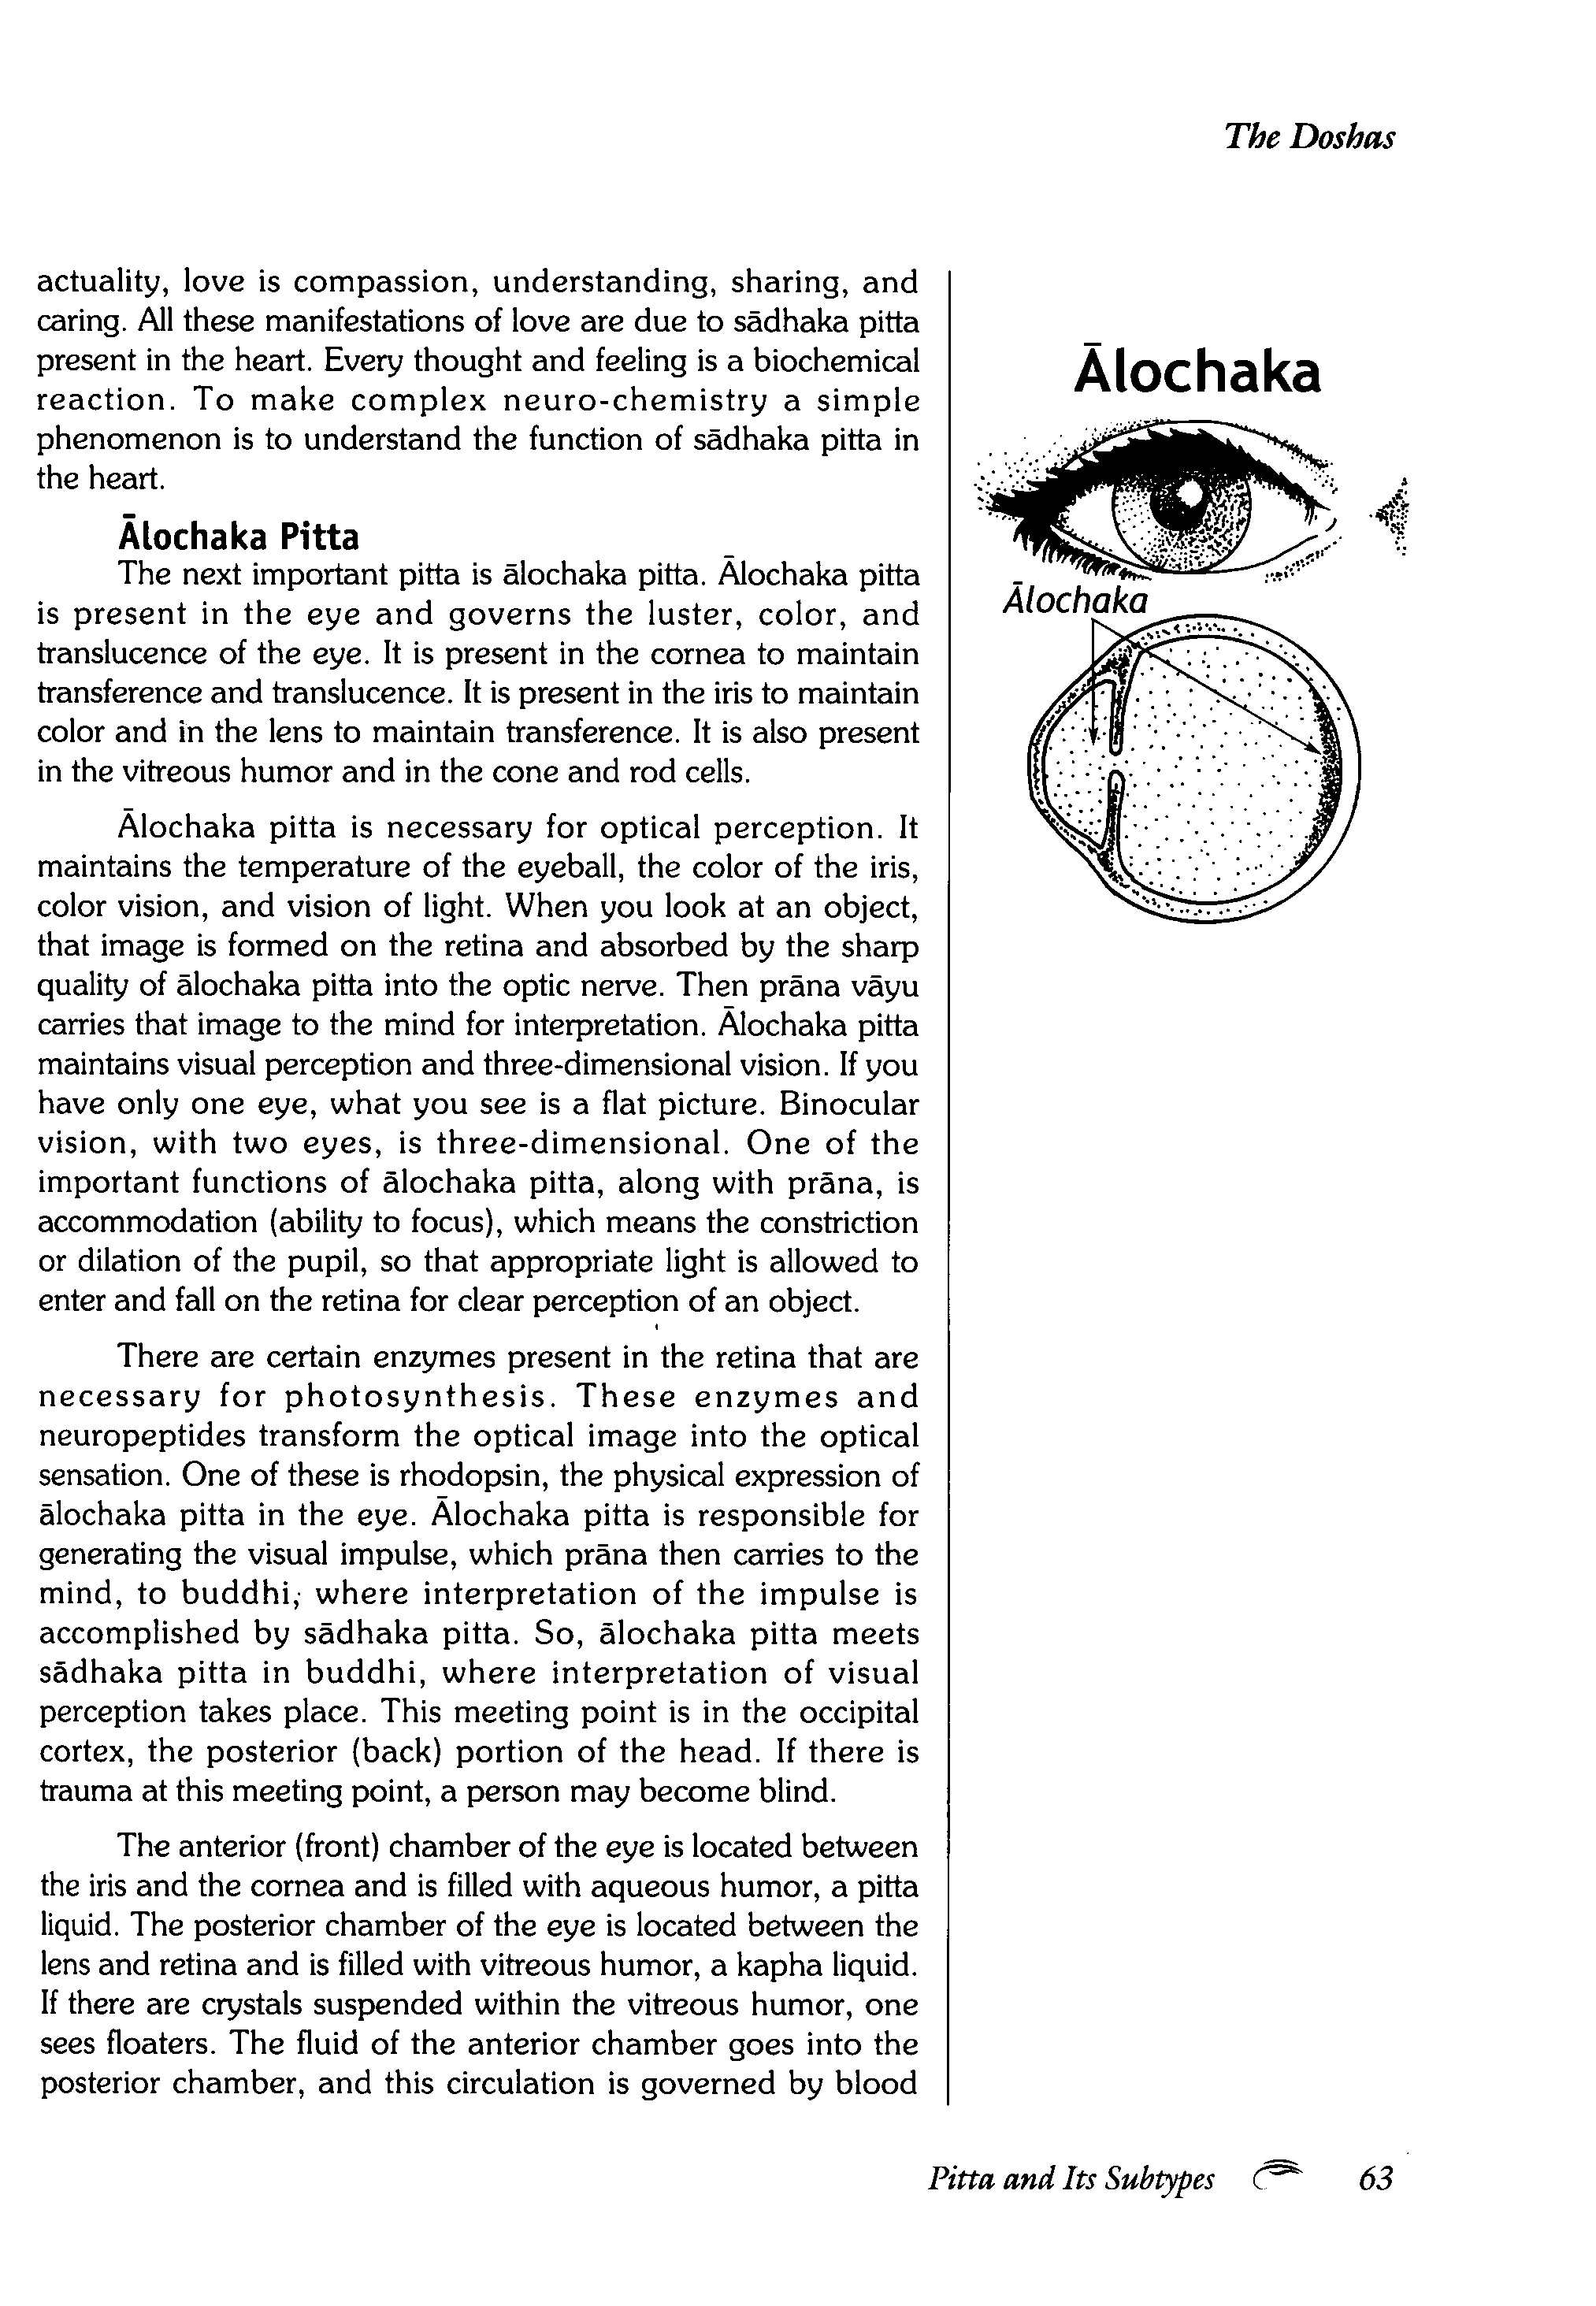 The Doshas
actuality, love is compassion, understanding, sharing, and
caring. All these manifestations of love are due to sādhaka pitta
present in the heart. Every thought and feeling is a biochemical
reaction. To make complex neuro-chemistry a simple
phenomenon is to understand the function of sādhaka pitta in
the heart.
Ālochaka Pitta
The next important pitta is ālochaka pitta. Ālochaka pitta
is present in the eye and governs the luster, color, and
translucence of the eye. It is present in the cornea to maintain
transference and translucence. It is present in the iris to maintain
color and in the lens to maintain transference. It is also present
in the vitreous humor and in the cone and rod cells.
Ālochaka pitta is necessary for optical perception. It
maintains the temperature of the eyeball, the color of the iris,
color vision, and vision of light. When you look at an object,
that image is formed on the retina and absorbed by the sharp
quality of ālochaka pitta into the optic nerve. Then prāna vāyu
carries that image to the mind for interpretation. Ālochaka pitta
maintains visual perception and three-dimensional vision. If you
have only one eye, what you see is a flat picture. Binocular
vision, with two eyes, is three-dimensional. One of the
important functions of ālochaka pitta, along with prāna, is
accommodation (ability to focus), which means the constriction
or dilation of the pupil, so that appropriate light is allowed to
enter and fall on the retina for clear perception of an object.
There are certain enzymes present in the retina that are
necessary for photosynthesis. These enzymes and
neuropeptides transform the optical image into the optical
sensation. One of these is rhodopsin, the physical expression of
ālochaka pitta in the eye. Ālochaka pitta is responsible for
generating the visual impulse, which prāna then carries to the
mind, to buddhi, where interpretation of the impulse is
accomplished by sādhaka pitta. So, ālochaka pitta meets
sādhaka pitta in buddhi, where interpretation of visual
perception takes place. This meeting point is in the occipital
cortex, the posterior (back) portion of the head. If there is
trauma at this meeting point, a person may become blind.
The anterior (front) chamber of the eye is located between
the iris and the cornea and is filled with aqueous humor, a pitta
liquid. The posterior chamber of the eye is located between the
lens and retina and is filled with vitreous humor, a kapha liquid.
If there are crystals suspended within the vitreous humor, one
sees floaters. The fluid of the anterior chamber goes into the
posterior chamber, and this circulation is governed by blood
Ālochaka
Ālochaka
Pitta and Its Subtypes 63